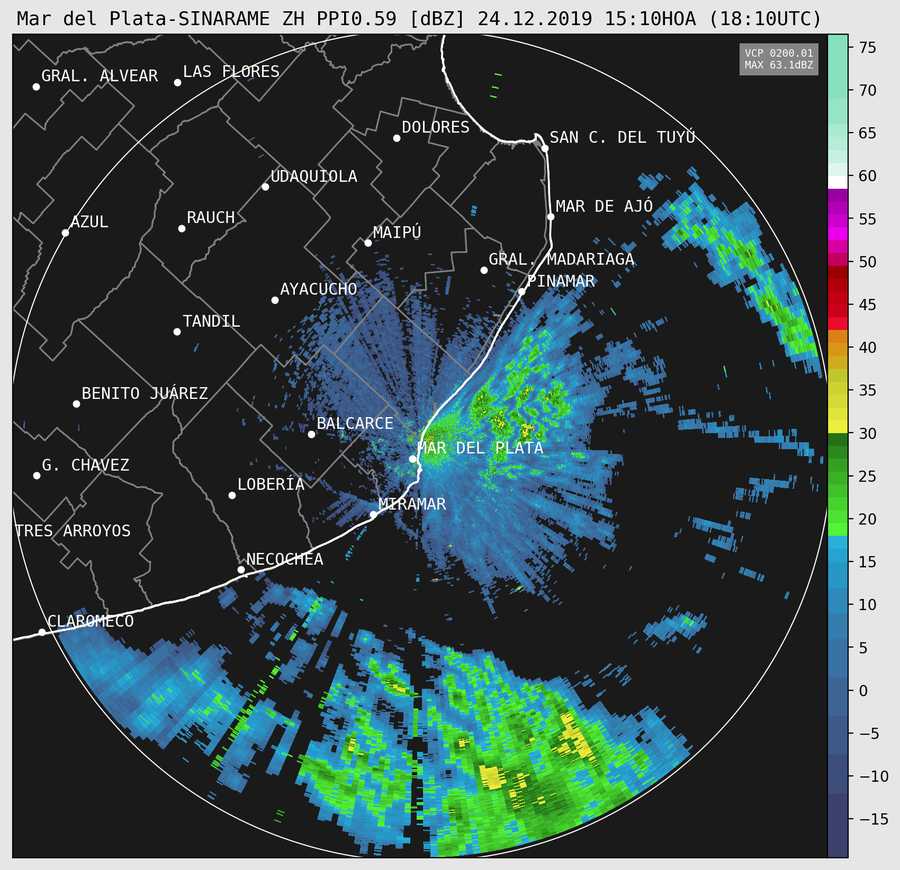 Mar del Plata-SINARAME ZH PPI0.59 [dBZ] 24.12.2019 15:10HOA (18:10UTC)
VCP 0200.01
MAX 63.1dBZ
GRAL. ALVEAR
LAS FLORES
DOLORES
SAN C. DEL TUYÚ
UDAQUIOLA
MAR DE AJÓ
RAUCH
AZUL
MAIPÚ
GRAL. MADARIAGA
PINAMAR
AYACUCHO
TANDIL
BENITO JUÁREZ
BALCARCE
MAR DEL PLATA
G. CHAVEZ
LOBERÍA
MIRAMAR
TRES ARROYOS
NECOCHEA
CLAROMECO
75
70
65
60
55
50
45
40
35
30
25
20
15
10
5
0
−5
−10
−15